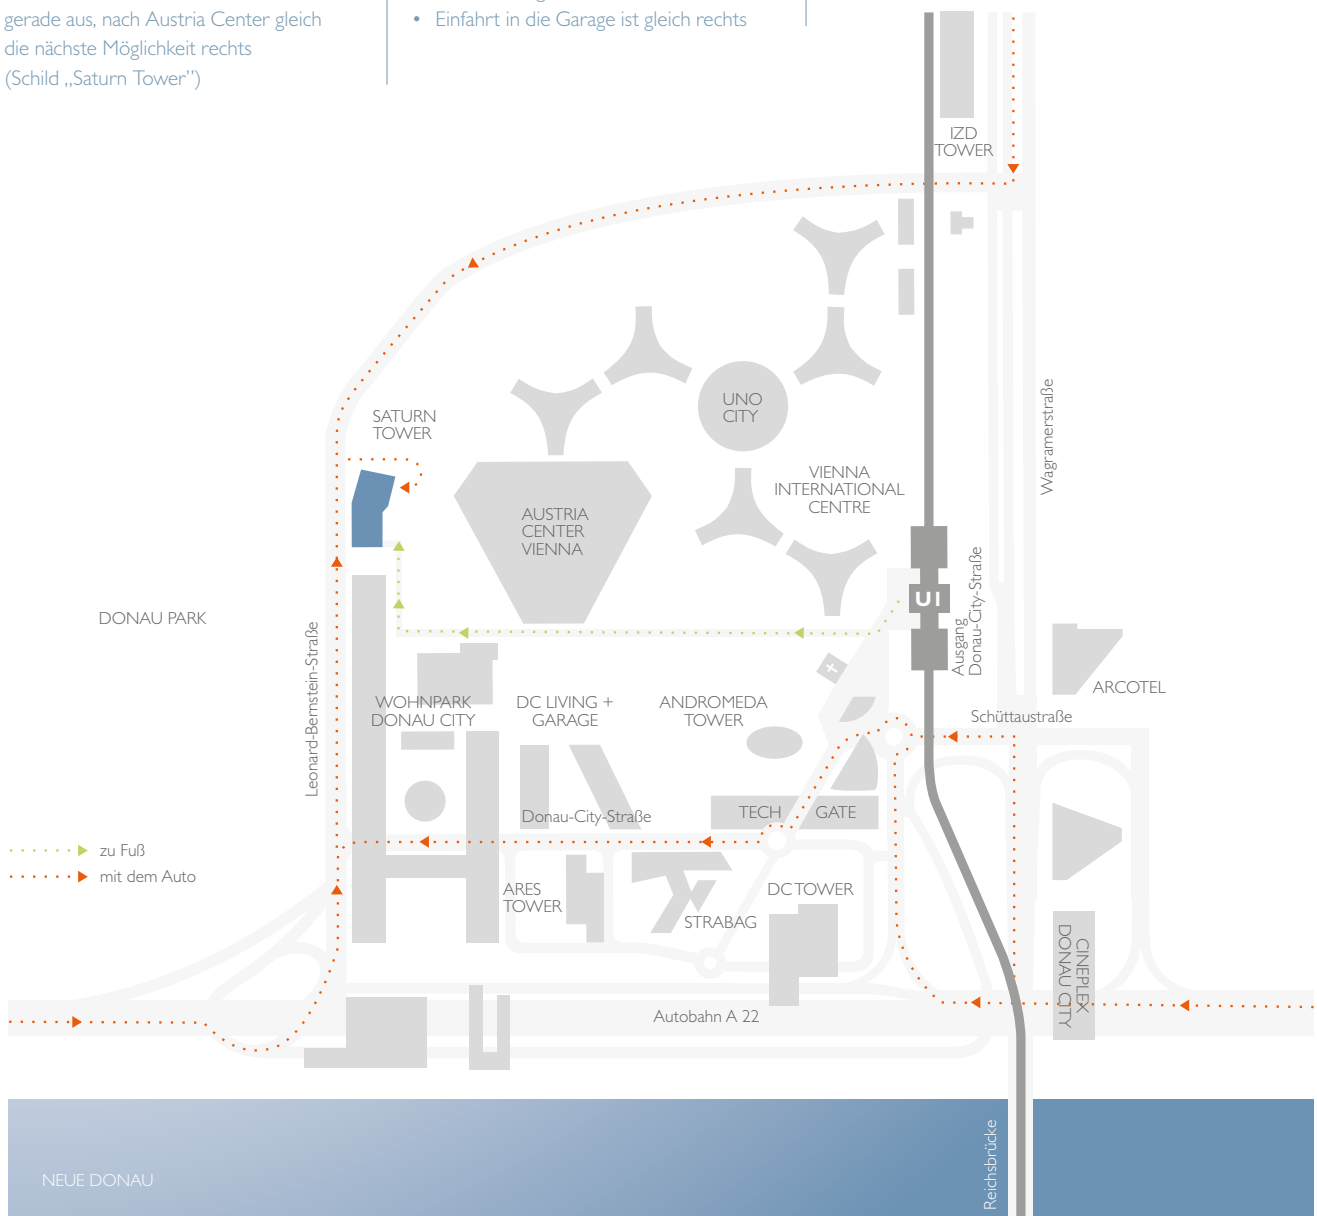 gerade aus, nach Austria Center gleich
die nächste Möglichkeit rechts
(Schild „Saturn Tower”)
• Einfahrt in die Garage ist gleich rechts
IZD
TOWER
SATURN
TOWER
UNO
CITY
VIENNA
INTERNATIONAL
CENTRE
AUSTRIA
CENTER
VIENNA
Wagramerstraße
U1
Ausgang
Donau-City-Straße
DONAU PARK
Leonard-Bernstein-Straße
WOHNPARK
DONAU CITY
DC LIVING +
GARAGE
ANDROMEDA
TOWER
ARCOTEL
Schüttaustraße
TECH GATE
Donau-City-Straße
zu Fuß
mit dem Auto
ARES
TOWER
STRABAG
DC TOWER
CINEPLEX
DONAU CITY
Autobahn A 22
Reichsbrücke
NEUE DONAU